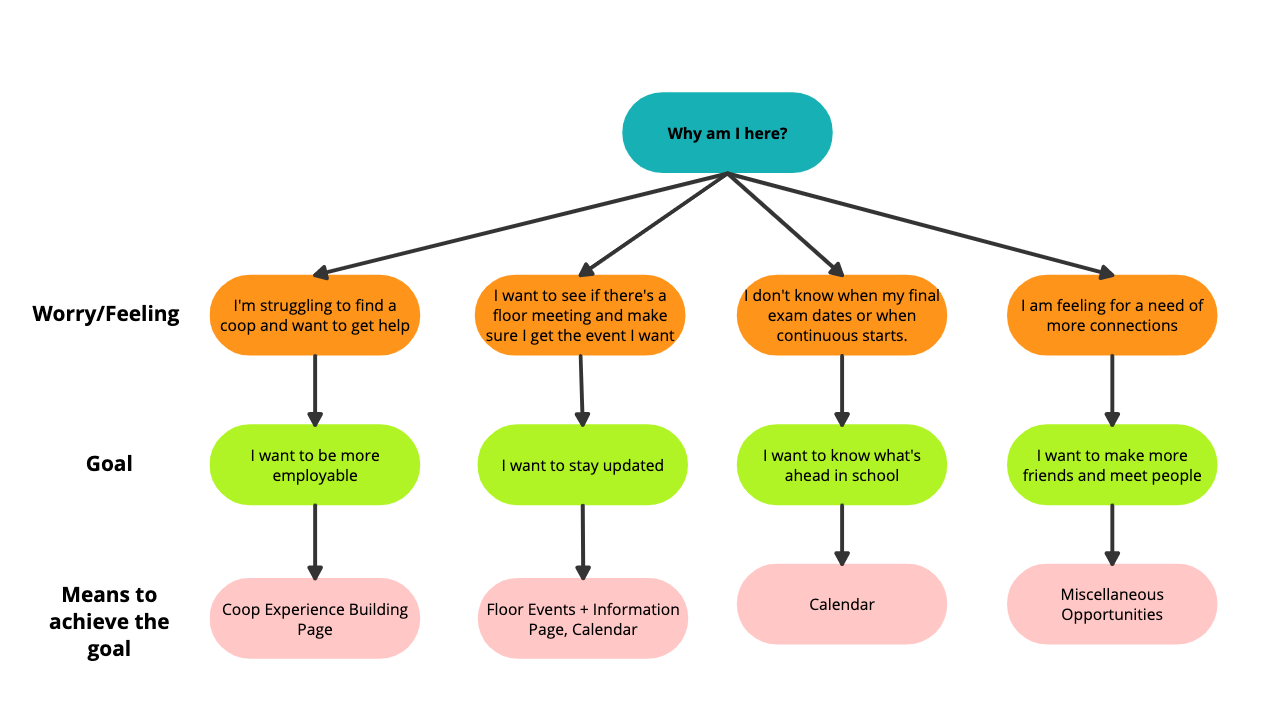 Why am I here?
Worry/Feeling
I'm struggling to find a
coop and want to get help
I want to see if there's a
floor meeting and make
sure I get the event I want
I don't know when my final
exam dates or when
continuous starts.
I am feeling for a need of
more connections
Goal
I want to be more
employable
I want to stay updated
I want to know what's
ahead in school
I want to make more
friends and meet people
Means to
achieve the
goal
Coop Experience Building
Page
Floor Events + Information
Page, Calendar
Calendar
Miscellaneous
Opportunities